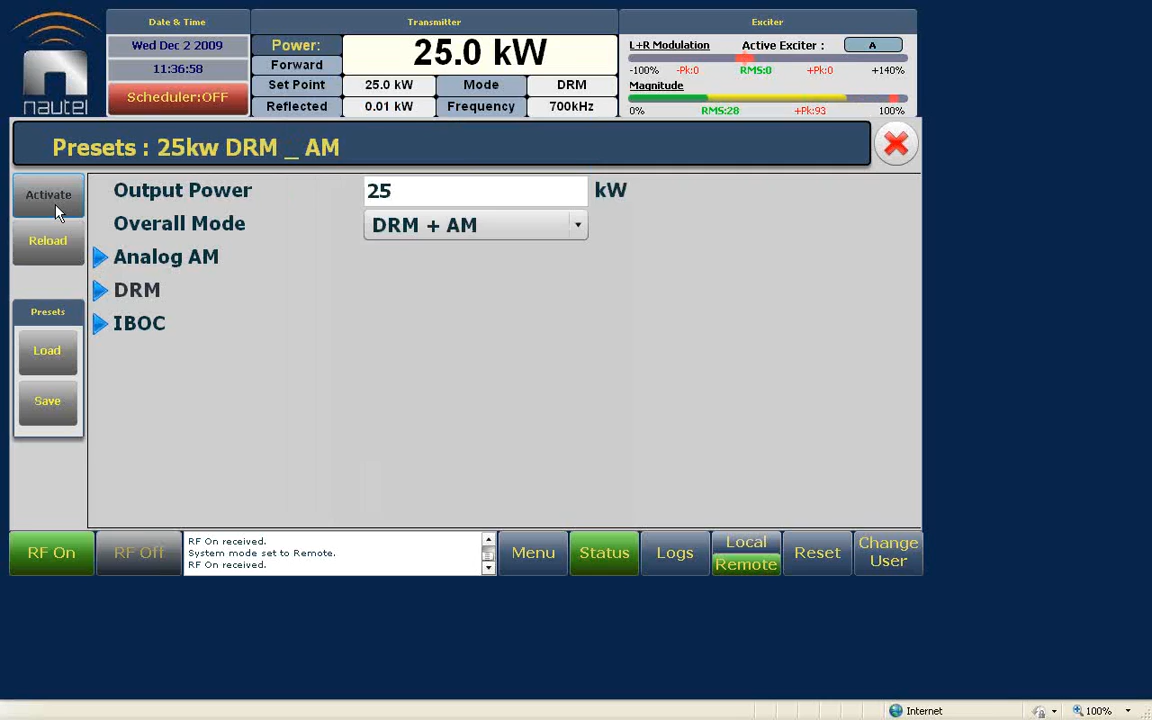 nautel
Date & Time
Wed Dec 2 2009
11:36:58
Scheduler:OFF
Transmitter
Power:
Forward
25.0 kW
Set Point
25.0 kW
Mode
DRM
Reflected
0.01 kW
Frequency
700kHz
Exciter
L+R Modulation
Active Exciter :
A
-100%
-Pk:0
RMS:0
+Pk:0
+140%
Magnitude
0%
RMS:28
+Pk:93
100%
Presets : 25kw DRM _ AM
Activate
Reload
Presets
Load
Save
Output Power
25
kW
Overall Mode
DRM + AM
Analog AM
DRM
IBOC
RF On
RF Off
RF On received.
System mode set to Remote.
RF On received.
Menu
Status
Logs
Local
Remote
Reset
Change
User
Internet
100%